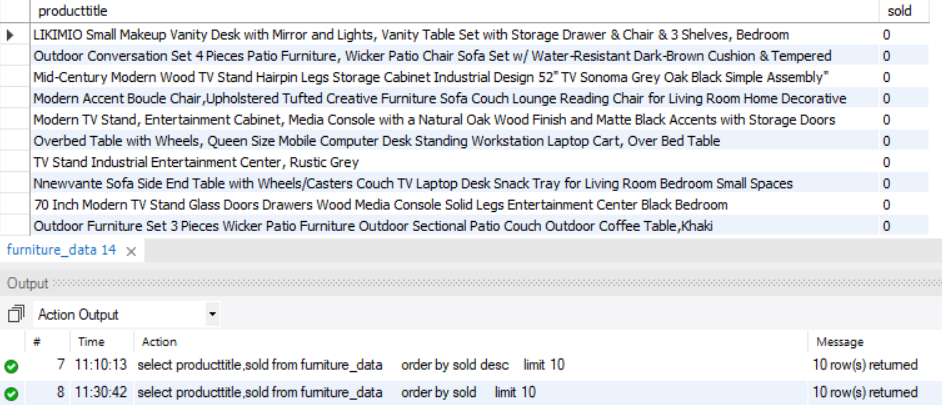 producttitle sold
LIKIMIO Small Makeup Vanity Desk with Mirror and Lights, Vanity Table Set with Storage Drawer & Chair & 3 Shelves, Bedroom 0
Outdoor Conversation Set 4 Pieces Patio Furniture, Wicker Patio Chair Sofa Set w/ Water-Resistant Dark-Brown Cushion & Tempered 0
Mid-Century Modern Wood TV Stand Hairpin Legs Storage Cabinet Industrial Design 52" TV Sonoma Grey Oak Black Simple Assembly" 0
Modern Accent Boucle Chair,Upholstered Tufted Creative Furniture Sofa Couch Lounge Reading Chair for Living Room Home Decorative 0
Modern TV Stand, Entertainment Cabinet, Media Console with a Natural Oak Wood Finish and Matte Black Accents with Storage Doors 0
Overbed Table with Wheels, Queen Size Mobile Computer Desk Standing Workstation Laptop Cart, Over Bed Table 0
TV Stand Industrial Entertainment Center, Rustic Grey 0
Nnewvante Sofa Side End Table with Wheels/Casters Couch TV Laptop Desk Snack Tray for Living Room Bedroom Small Spaces 0
70 Inch Modern TV Stand Glass Doors Drawers Wood Media Console Solid Legs Entertainment Center Black Bedroom 0
Outdoor Furniture Set 3 Pieces Wicker Patio Furniture Outdoor Sectional Patio Couch Outdoor Coffee Table,Khaki 0
furniture_data 14
Output
Action Output
# Time Action Message
7 11:10:13 select producttitle,sold from furniture_data order by sold desc limit 10 10 row(s) returned
8 11:30:42 select producttitle,sold from furniture_data order by sold limit 10 10 row(s) returned